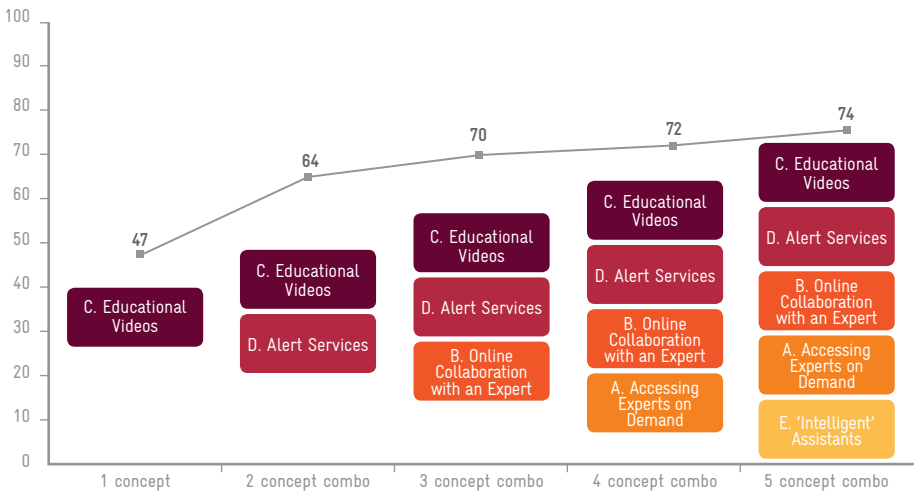 100
90
80
70
60
50
40
30
20
10
0
47
64
70
72
74
C. Educational
Videos
C. Educational
Videos
D. Alert Services
C. Educational
Videos
D. Alert Services
B. Online
Collaboration
with an Expert
C. Educational
Videos
D. Alert Services
B. Online
Collaboration
with an Expert
A. Accessing
Experts on
Demand
C. Educational
Videos
D. Alert Services
B. Online
Collaboration
with an Expert
A. Accessing
Experts on
Demand
E. 'Intelligent'
Assistants
1 concept
2 concept combo
3 concept combo
4 concept combo
5 concept combo